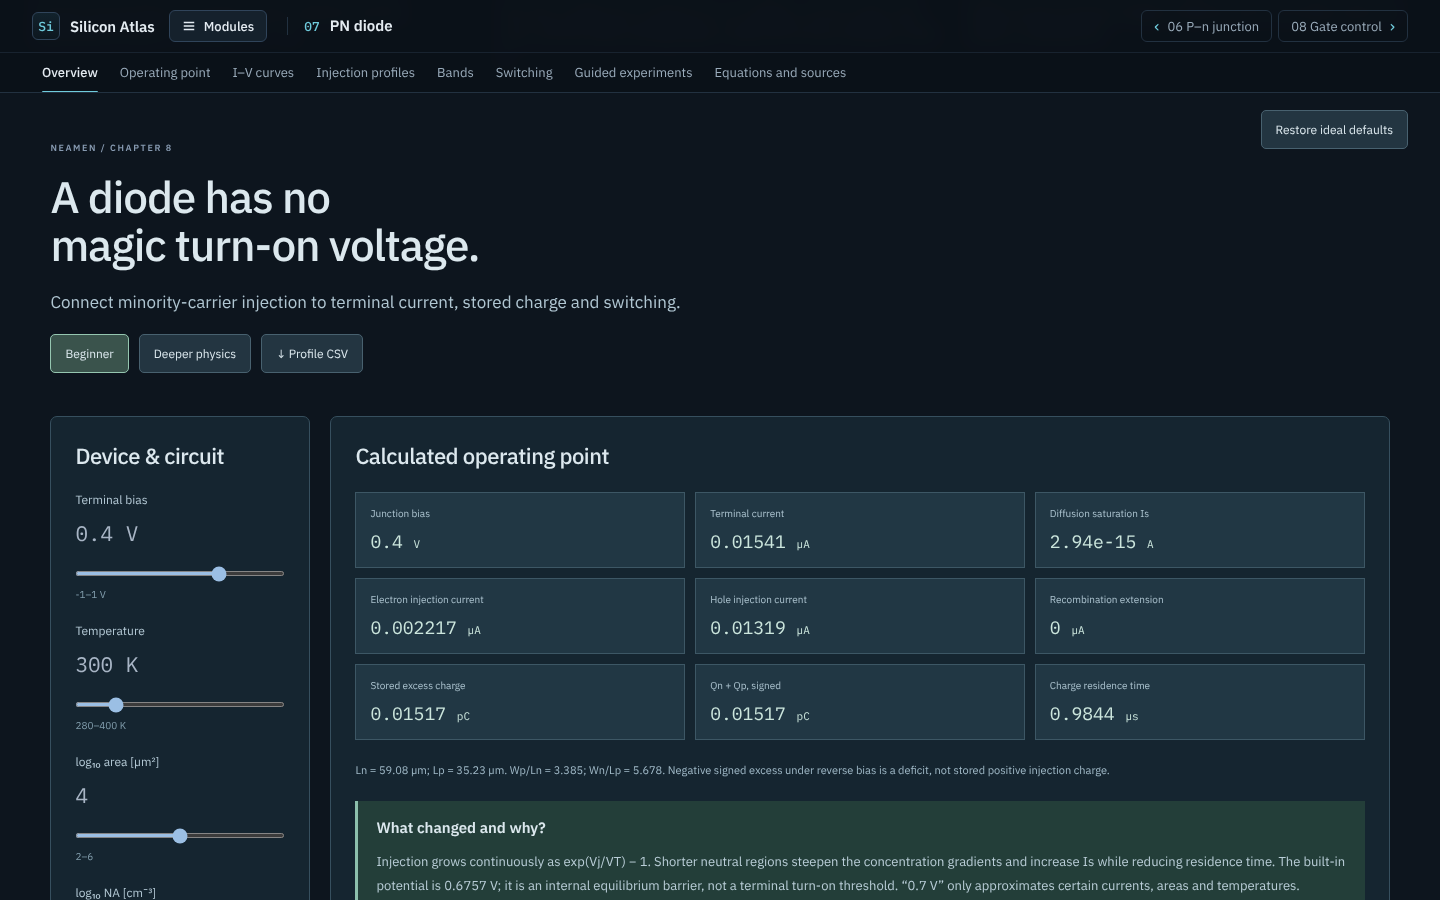 Si Silicon Atlas Modules 07 PN diode 06 P–n junction 08 Gate control
Overview Operating point I–V curves Injection profiles Bands Switching Guided experiments Equations and sources
Restore ideal defaults
NEAMEN / CHAPTER 8
A diode has no
magic turn-on voltage.
Connect minority-carrier injection to terminal current, stored charge and switching.
Beginner Deeper physics ↓ Profile CSV
Device & circuit
Terminal bias
0.4 V
-1–1 V
Temperature
300 K
280–400 K
log₁₀ area [µm²]
4
2–6
log₁₀ NA [cm⁻³]
Calculated operating point
Junction bias
0.4 V
Terminal current
0.01541 µA
Diffusion saturation Is
2.94e-15 A
Electron injection current
0.002217 µA
Hole injection current
0.01319 µA
Recombination extension
0 µA
Stored excess charge
0.01517 pC
Qn + Qp, signed
0.01517 pC
Charge residence time
0.9844 µs
Ln = 59.08 µm; Lp = 35.23 µm. Wp/Ln = 3.385; Wn/Lp = 5.678. Negative signed excess under reverse bias is a deficit, not stored positive injection charge.
What changed and why?
Injection grows continuously as exp(Vj/VT) − 1. Shorter neutral regions steepen the concentration gradients and increase Is while reducing residence time. The built-in
potential is 0.6757 V; it is an internal equilibrium barrier, not a terminal turn-on threshold. “0.7 V” only approximates certain currents, areas and temperatures.